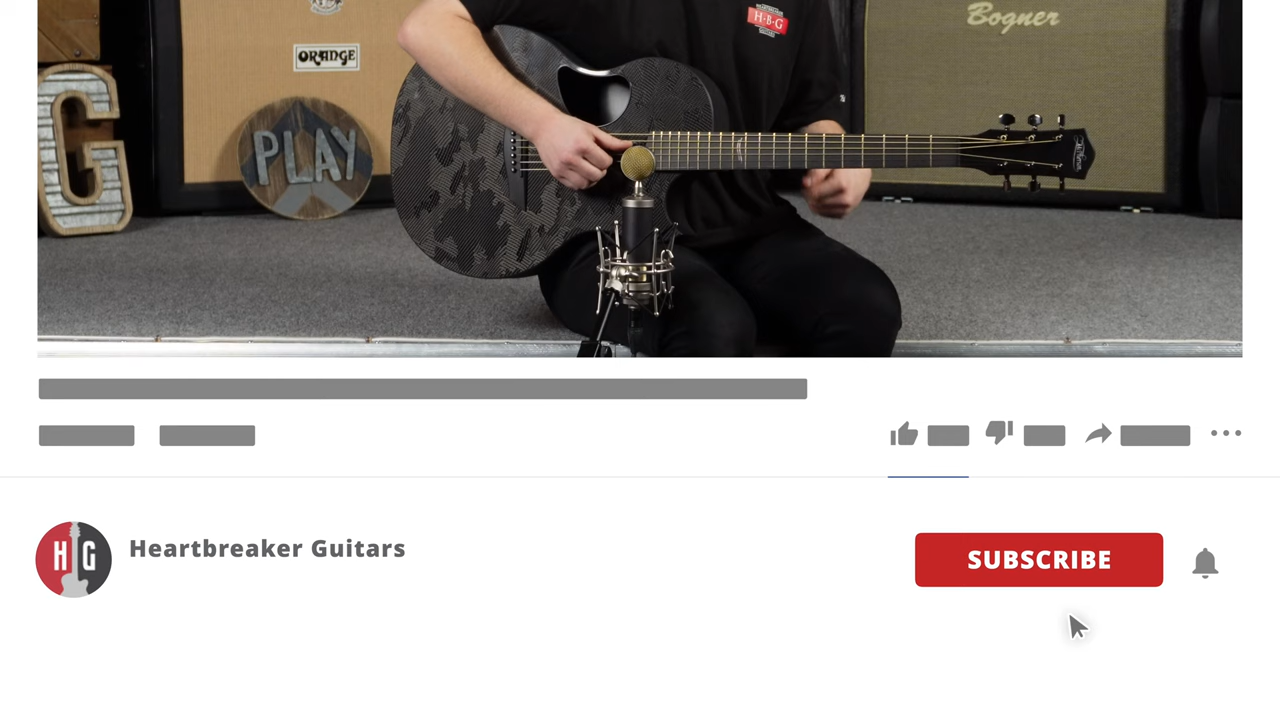 Bogner
H·B·G
ORANGE
G
PLAY
Heartbreaker Guitars
H G
SUBSCRIBE